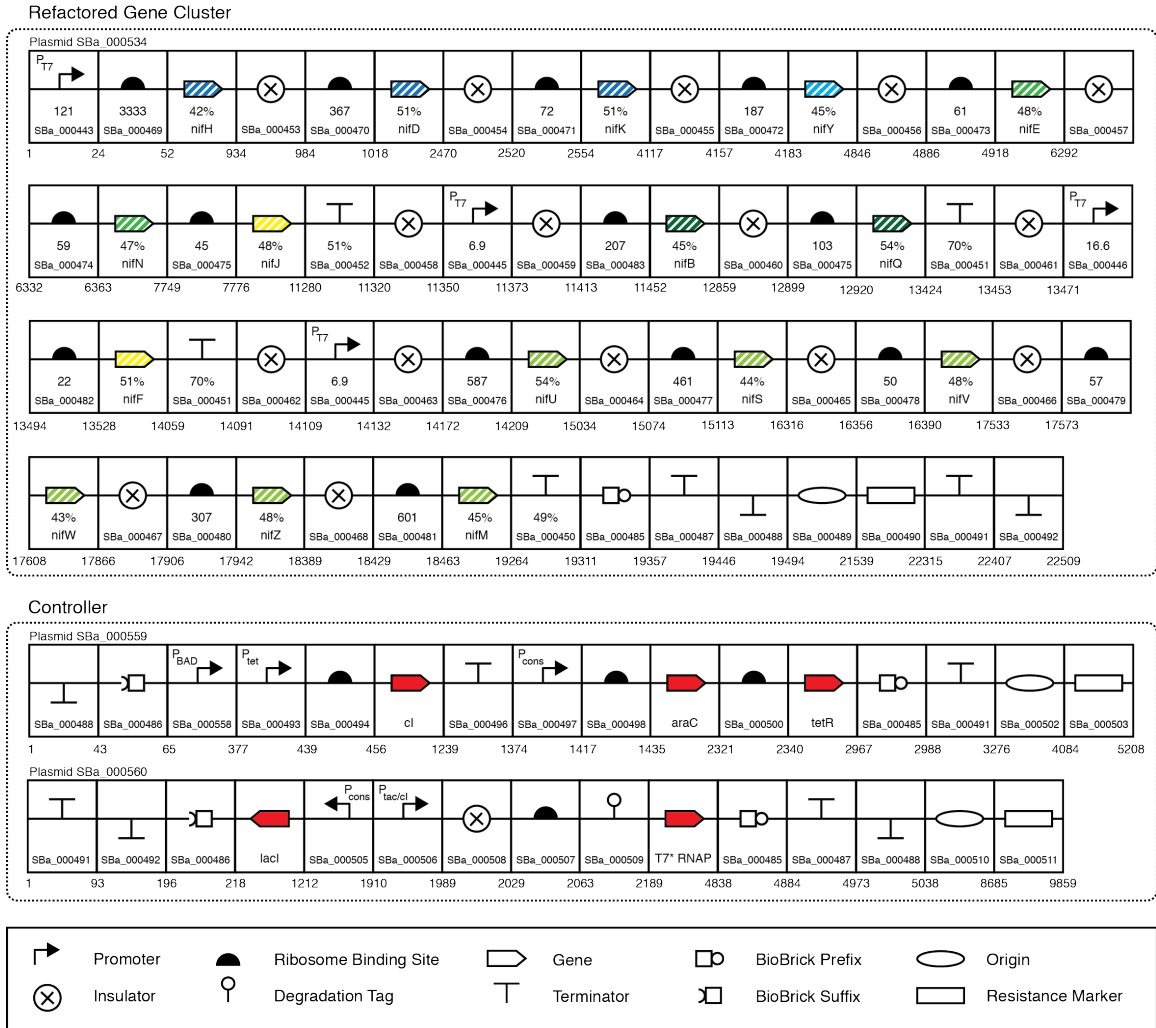 Refactored Gene Cluster
Plasmid SBa_000534
PT7
121 3333 42% 367 51% 72 51% 187 45% 61 48%
SBa_000443 SBa_000469 nifH SBa_000453 SBa_000470 nifD SBa_000454 SBa_000471 nifK SBa_000455 SBa_000472 nifY SBa_000456 SBa_000473 nifE SBa_000457
1 24 52 934 984 1018 2470 2520 2554 4117 4157 4183 4846 4886 4918 6292
PT7 PT7
59 47% 45 48% 51% 6.9 207 45% 103 54% 70% 16.6
SBa_000474 nifN SBa_000475 nifJ SBa_000452 SBa_000458 SBa_000445 SBa_000459 SBa_000483 nifB SBa_000460 SBa_000475 nifQ SBa_000451 SBa_000461 SBa_000446
6332 6363 7749 7776 11280 11320 11350 11373 11413 11452 12859 12899 12920 13424 13453 13471
PT7
22 51% 70% 6.9 587 54% 461 44% 50 48% 57
SBa_000482 nifF SBa_000451 SBa_000462 SBa_000445 SBa_000463 SBa_000476 nifU SBa_000464 SBa_000477 nifS SBa_000465 SBa_000478 nifV SBa_000466 SBa_000479
13494 13528 14059 14091 14109 14132 14172 14209 15034 15074 15113 16316 16356 16390 17533 17573
43% 307 48% 601 45% 49%
nifW SBa_000467 SBa_000480 nifZ SBa_000468 SBa_000481 nifM SBa_000450 SBa_000485 SBa_000487 SBa_000488 SBa_000489 SBa_000490 SBa_000491 SBa_000492
17608 17866 17906 17942 18389 18429 18463 19264 19311 19357 19446 19494 21539 22315 22407 22509
Controller
Plasmid SBa_000559
PBAD Ptet Pcons
SBa_000488 SBa_000486 SBa_000558 SBa_000493 SBa_000494 cI SBa_000496 SBa_000497 SBa_000498 araC SBa_000500 tetR SBa_000485 SBa_000491 SBa_000502 SBa_000503
1 43 65 377 439 456 1239 1374 1417 1435 2321 2340 2967 2988 3276 4084 5208
Plasmid SBa_000560
Pcons Ptac/cI
SBa_000491 SBa_000492 SBa_000486 lacI SBa_000505 SBa_000506 SBa_000508 SBa_000507 SBa_000509 T7* RNAP SBa_000485 SBa_000487 SBa_000488 SBa_000510 SBa_000511
1 93 196 218 1212 1910 1989 2029 2063 2189 4838 4884 4973 5038 8685 9859
Promoter Ribosome Binding Site Gene BioBrick Prefix Origin
Insulator Degradation Tag Terminator BioBrick Suffix Resistance Marker